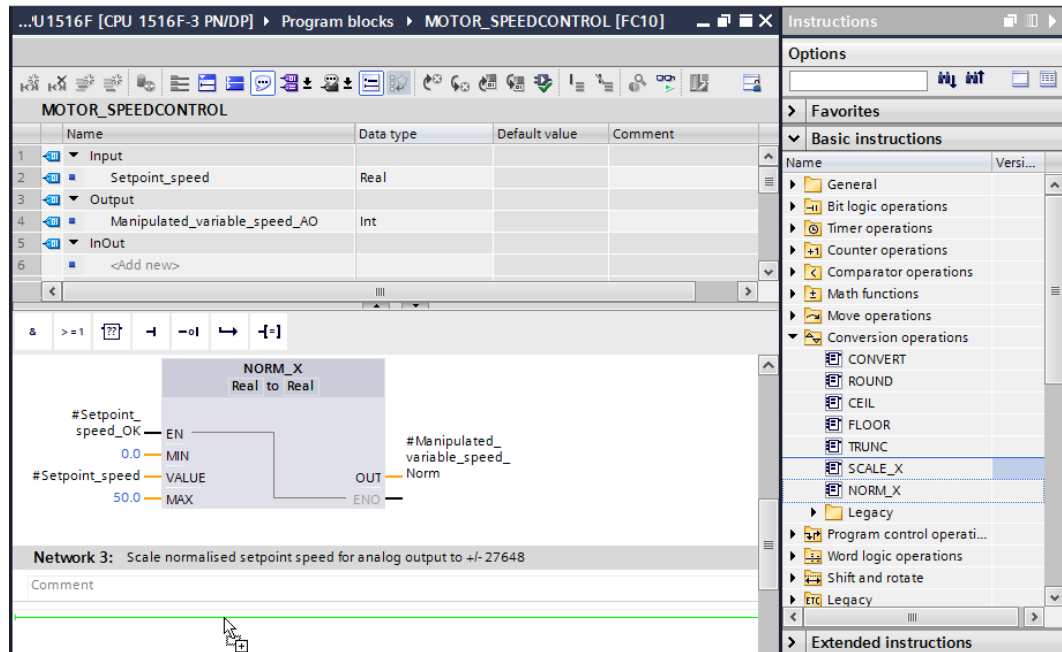 ...'U1516F [CPU 1516F-3 PN/DP] ▸ Program blocks ▸ MOTOR_SPEEDCONTROL [FC10]
MOTOR_SPEEDCONTROL
Name Data type Default value Comment
1 Input
2 Setpoint_speed Real
3 Output
4 Manipulated_variable_speed_AO Int
5 InOut
6 <Add new>
& >=1 ??
NORM_X
Real to Real
#Setpoint_
speed_OK EN
0.0 MIN
#Setpoint_speed VALUE
50.0 MAX
#Manipulated_
variable_speed_
OUT Norm
ENO
Network 3: Scale normalised setpoint speed for analog output to +/- 27648
Comment
Instructions
Options
Favorites
Basic instructions
Name Versi...
General
Bit logic operations
Timer operations
+1 Counter operations
Comparator operations
Math functions
Move operations
Conversion operations
CONVERT
ROUND
CEIL
FLOOR
TRUNC
SCALE_X
NORM_X
Legacy
Program control operati...
Word logic operations
Shift and rotate
ETC Legacy
Extended instructions